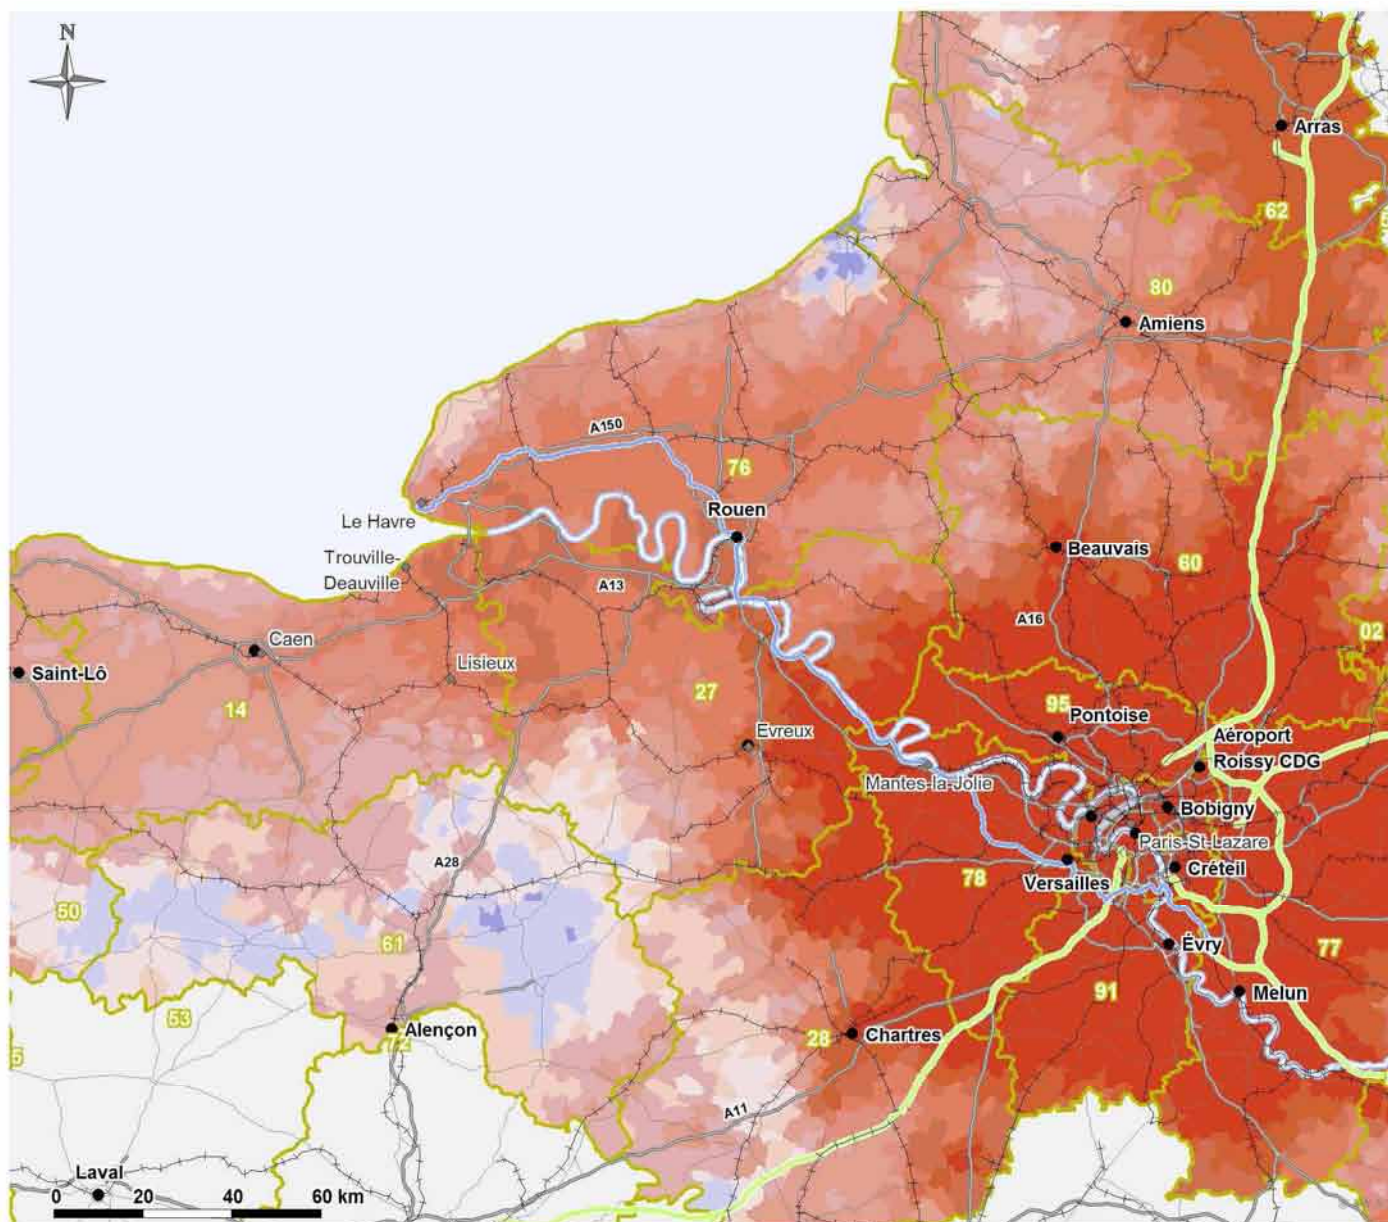 N
Arras
62
80
Amiens
A150
76
Le Havre
Rouen
Trouville-
Deauville
A13
Beauvais
60
A16
02
Caen
Saint-Lô
Lisieux
14
27
95
Pontoise
Evreux
Aéroport
Roissy CDG
Mantes-la-Jolie
Bobigny
Paris-St-Lazare
A28
78
Versailles
Créteil
50
61
Évry
77
91
Melun
53
Alençon
72
28
Chartres
5
A11
Laval
0 20 40 60 km